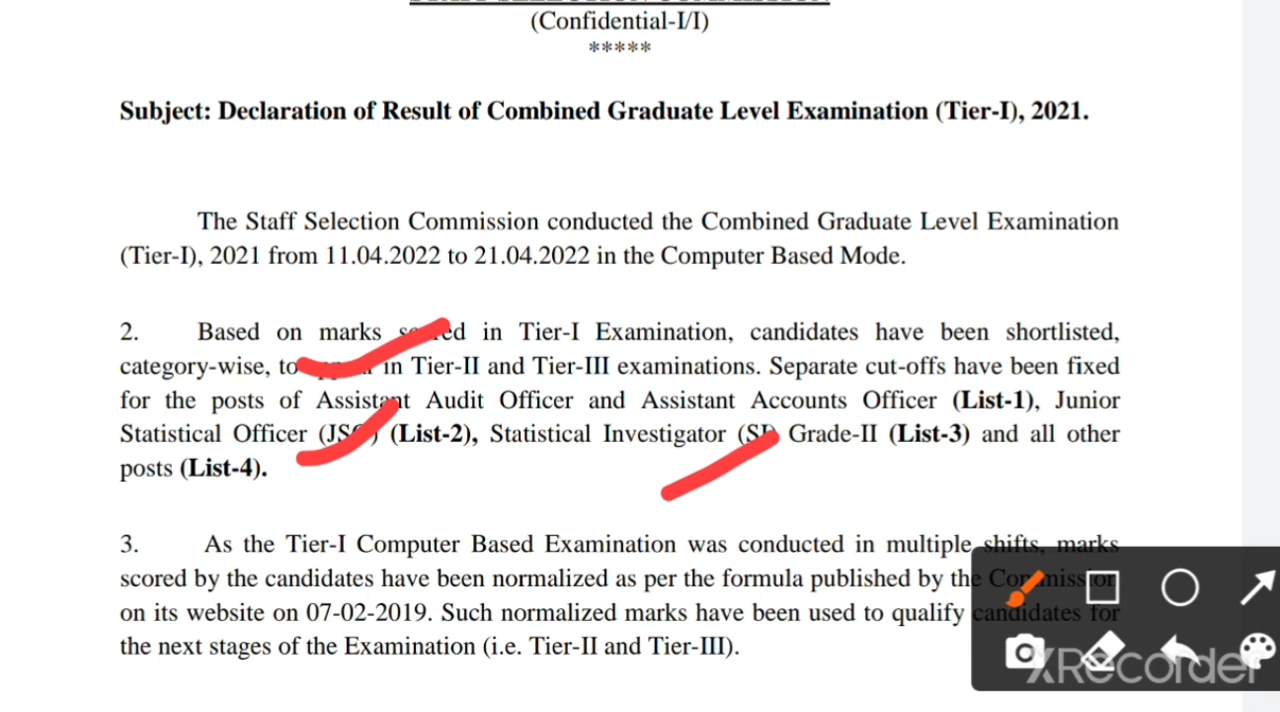 (Confidential-I/I)
*****
Subject: Declaration of Result of Combined Graduate Level Examination (Tier-I), 2021.
The Staff Selection Commission conducted the Combined Graduate Level Examination
(Tier-I), 2021 from 11.04.2022 to 21.04.2022 in the Computer Based Mode.
2. Based on marks in Tier-I Examination, candidates have been shortlisted,
category-wise, to in Tier-II and Tier-III examinations. Separate cut-offs have been fixed
for the posts of Assistant Audit Officer and Assistant Accounts Officer (List-1), Junior
Statistical Officer (JSO) (List-2), Statistical Investigator (SI) Grade-II (List-3) and all other
posts (List-4).
3. As the Tier-I Computer Based Examination was conducted in multiple shifts, marks
scored by the candidates have been normalized as per the formula published by the Commission
on its website on 07-02-2019. Such normalized marks have been used to qualify candidates for
the next stages of the Examination (i.e. Tier-II and Tier-III).
XRecorder